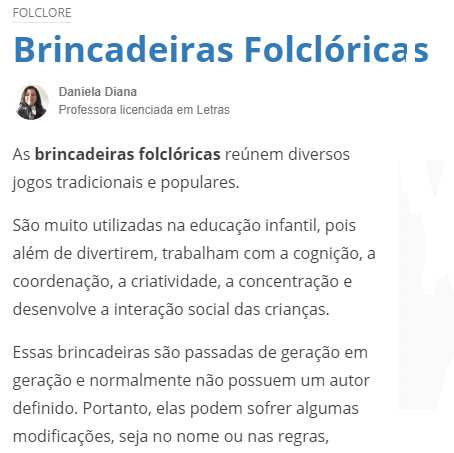 FOLCLORE
Brincadeiras Folclóricas
Daniela Diana
Professora licenciada em Letras
As brincadeiras folclóricas reúnem diversos
jogos tradicionais e populares.
São muito utilizadas na educação infantil, pois
além de divertirem, trabalham com a cognição, a
coordenação, a criatividade, a concentração e
desenvolve a interação social das crianças.
Essas brincadeiras são passadas de geração em
geração e normalmente não possuem um autor
definido. Portanto, elas podem sofrer algumas
modificações, seja no nome ou nas regras,